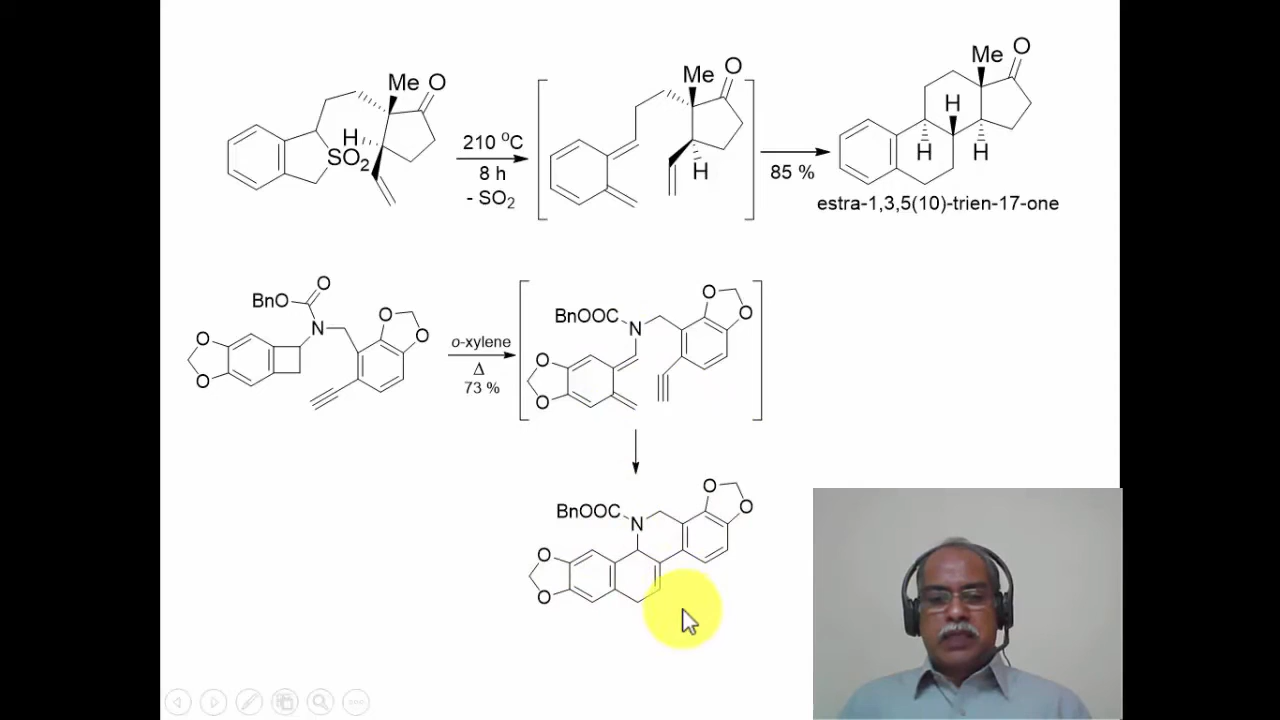 Me O
H
SO2
210 °C
8 h
- SO2
Me O
H
85 %
Me O
H
H H
estra-1,3,5(10)-trien-17-one
BnO O
N
O O
O O
o-xylene
Δ
73 %
BnOOC N
O O
O O
BnOOC N
O O
O O